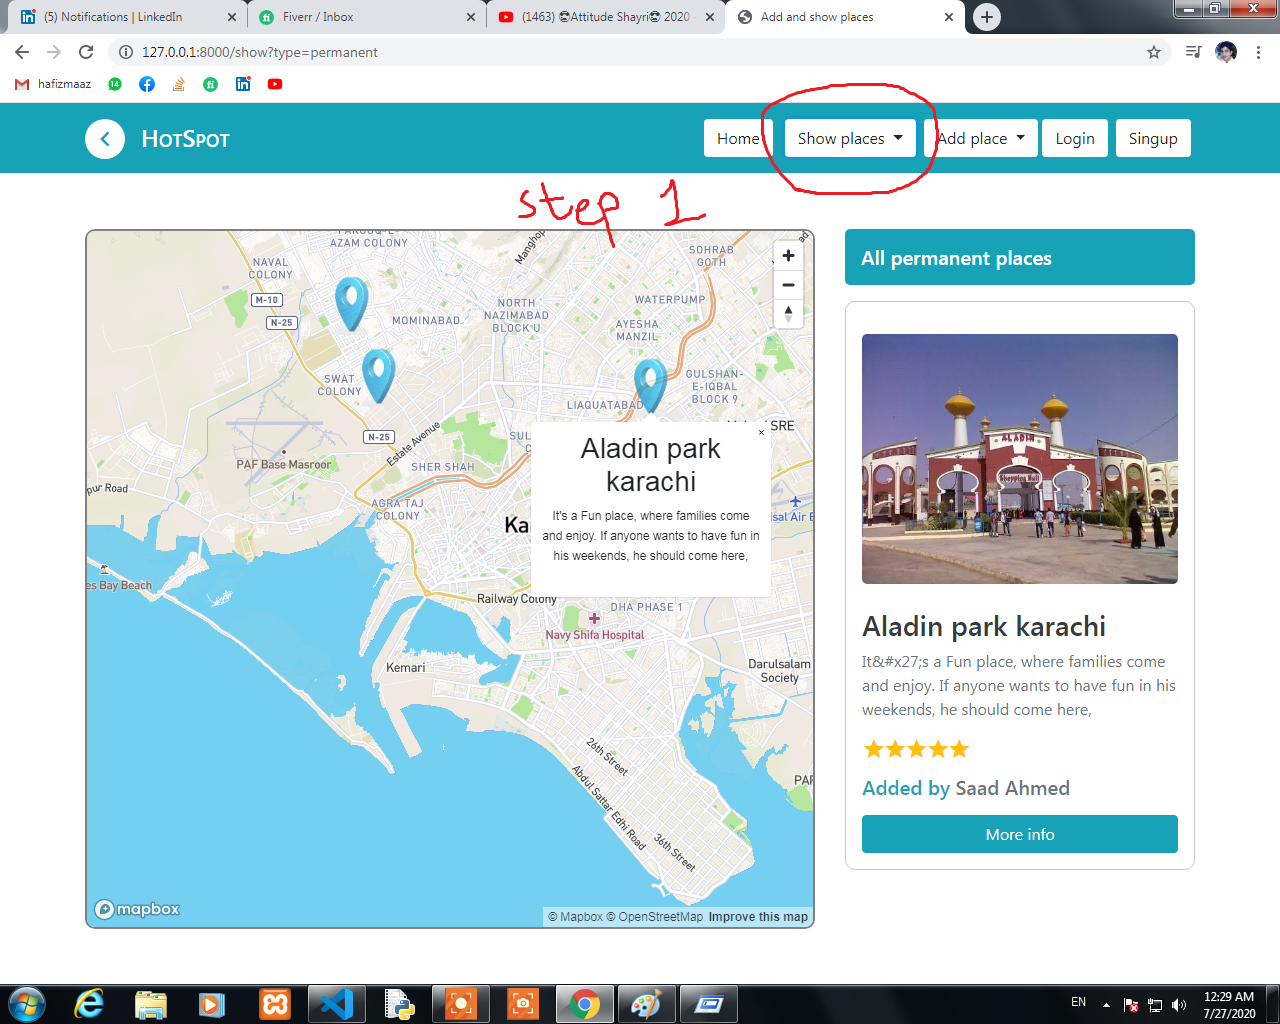 (5) Notifications | LinkedIn
Fiverr / Inbox
(1463) 😎Attitude Shayri😎 2020
Add and show places
127.0.0.1:8000/show?type=permanent
hafizmaaz
14
HotSpot
Home
Show places
Add place
Login
Singup
step 1
AZAM COLONY
NAVAL
COLONY
M-10
N-25
MOMINABAD
Manghop
NORTH
NAZIMABAD
BLOCK U
SOHRAB
GOTH
WATERPUMP
AYESHA
MANZIL
SWAT
COLONY
LIAQUATABAD
GULSHAN-
E-IQBAL
BLOCK 9
SRE
N-25
Estate Avenue
PAF Base Masroor
SHER SHAH
pur Road
AGRA TAJ
COLONY
Ka
sal Air B
Aladin park
karachi
It's a Fun place, where families come
and enjoy. If anyone wants to have fun in
his weekends, he should come here,
es Bay Beach
Railway Colony
DHA PHASE 1
Navy Shifa Hospital
Kemari
Darulsalam
Society
26th Street
PAF
Abdul Sattar Edhi Road
36th Street
mapbox
© Mapbox © OpenStreetMap Improve this map
All permanent places
ALADIN
Shopping Mall
Aladin park karachi
It&#x27;s a Fun place, where families come
and enjoy. If anyone wants to have fun in his
weekends, he should come here,
Added by Saad Ahmed
More info
EN
12:29 AM
7/27/2020